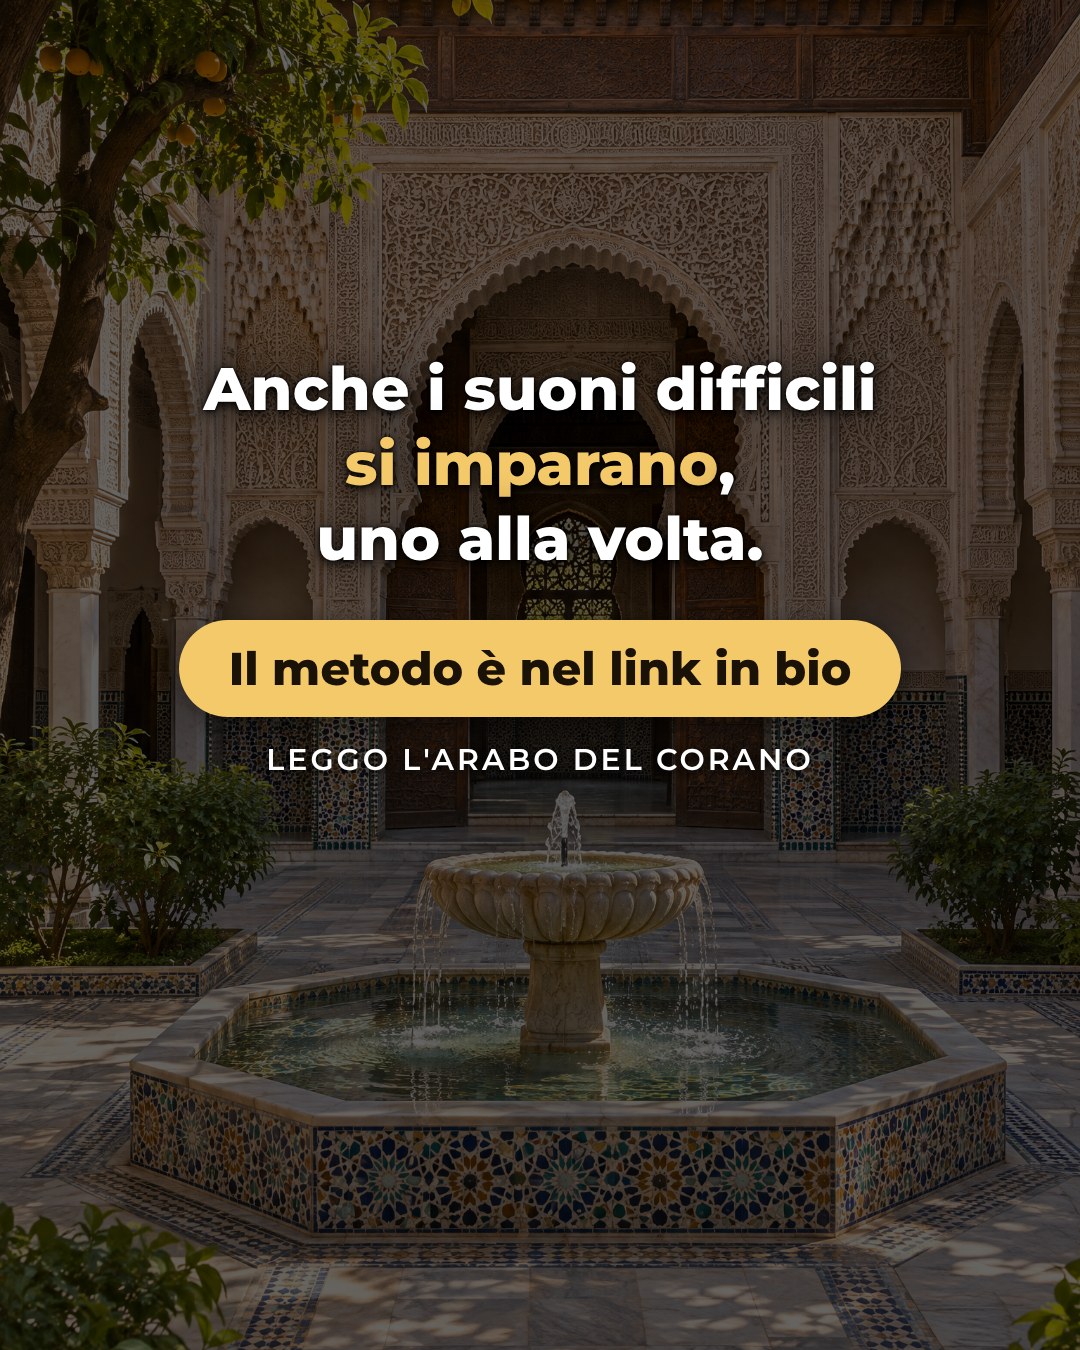 Anche i suoni difficili
si imparano,
uno alla volta.
Il metodo è nel link in bio
LEGGO L'ARABO DEL CORANO